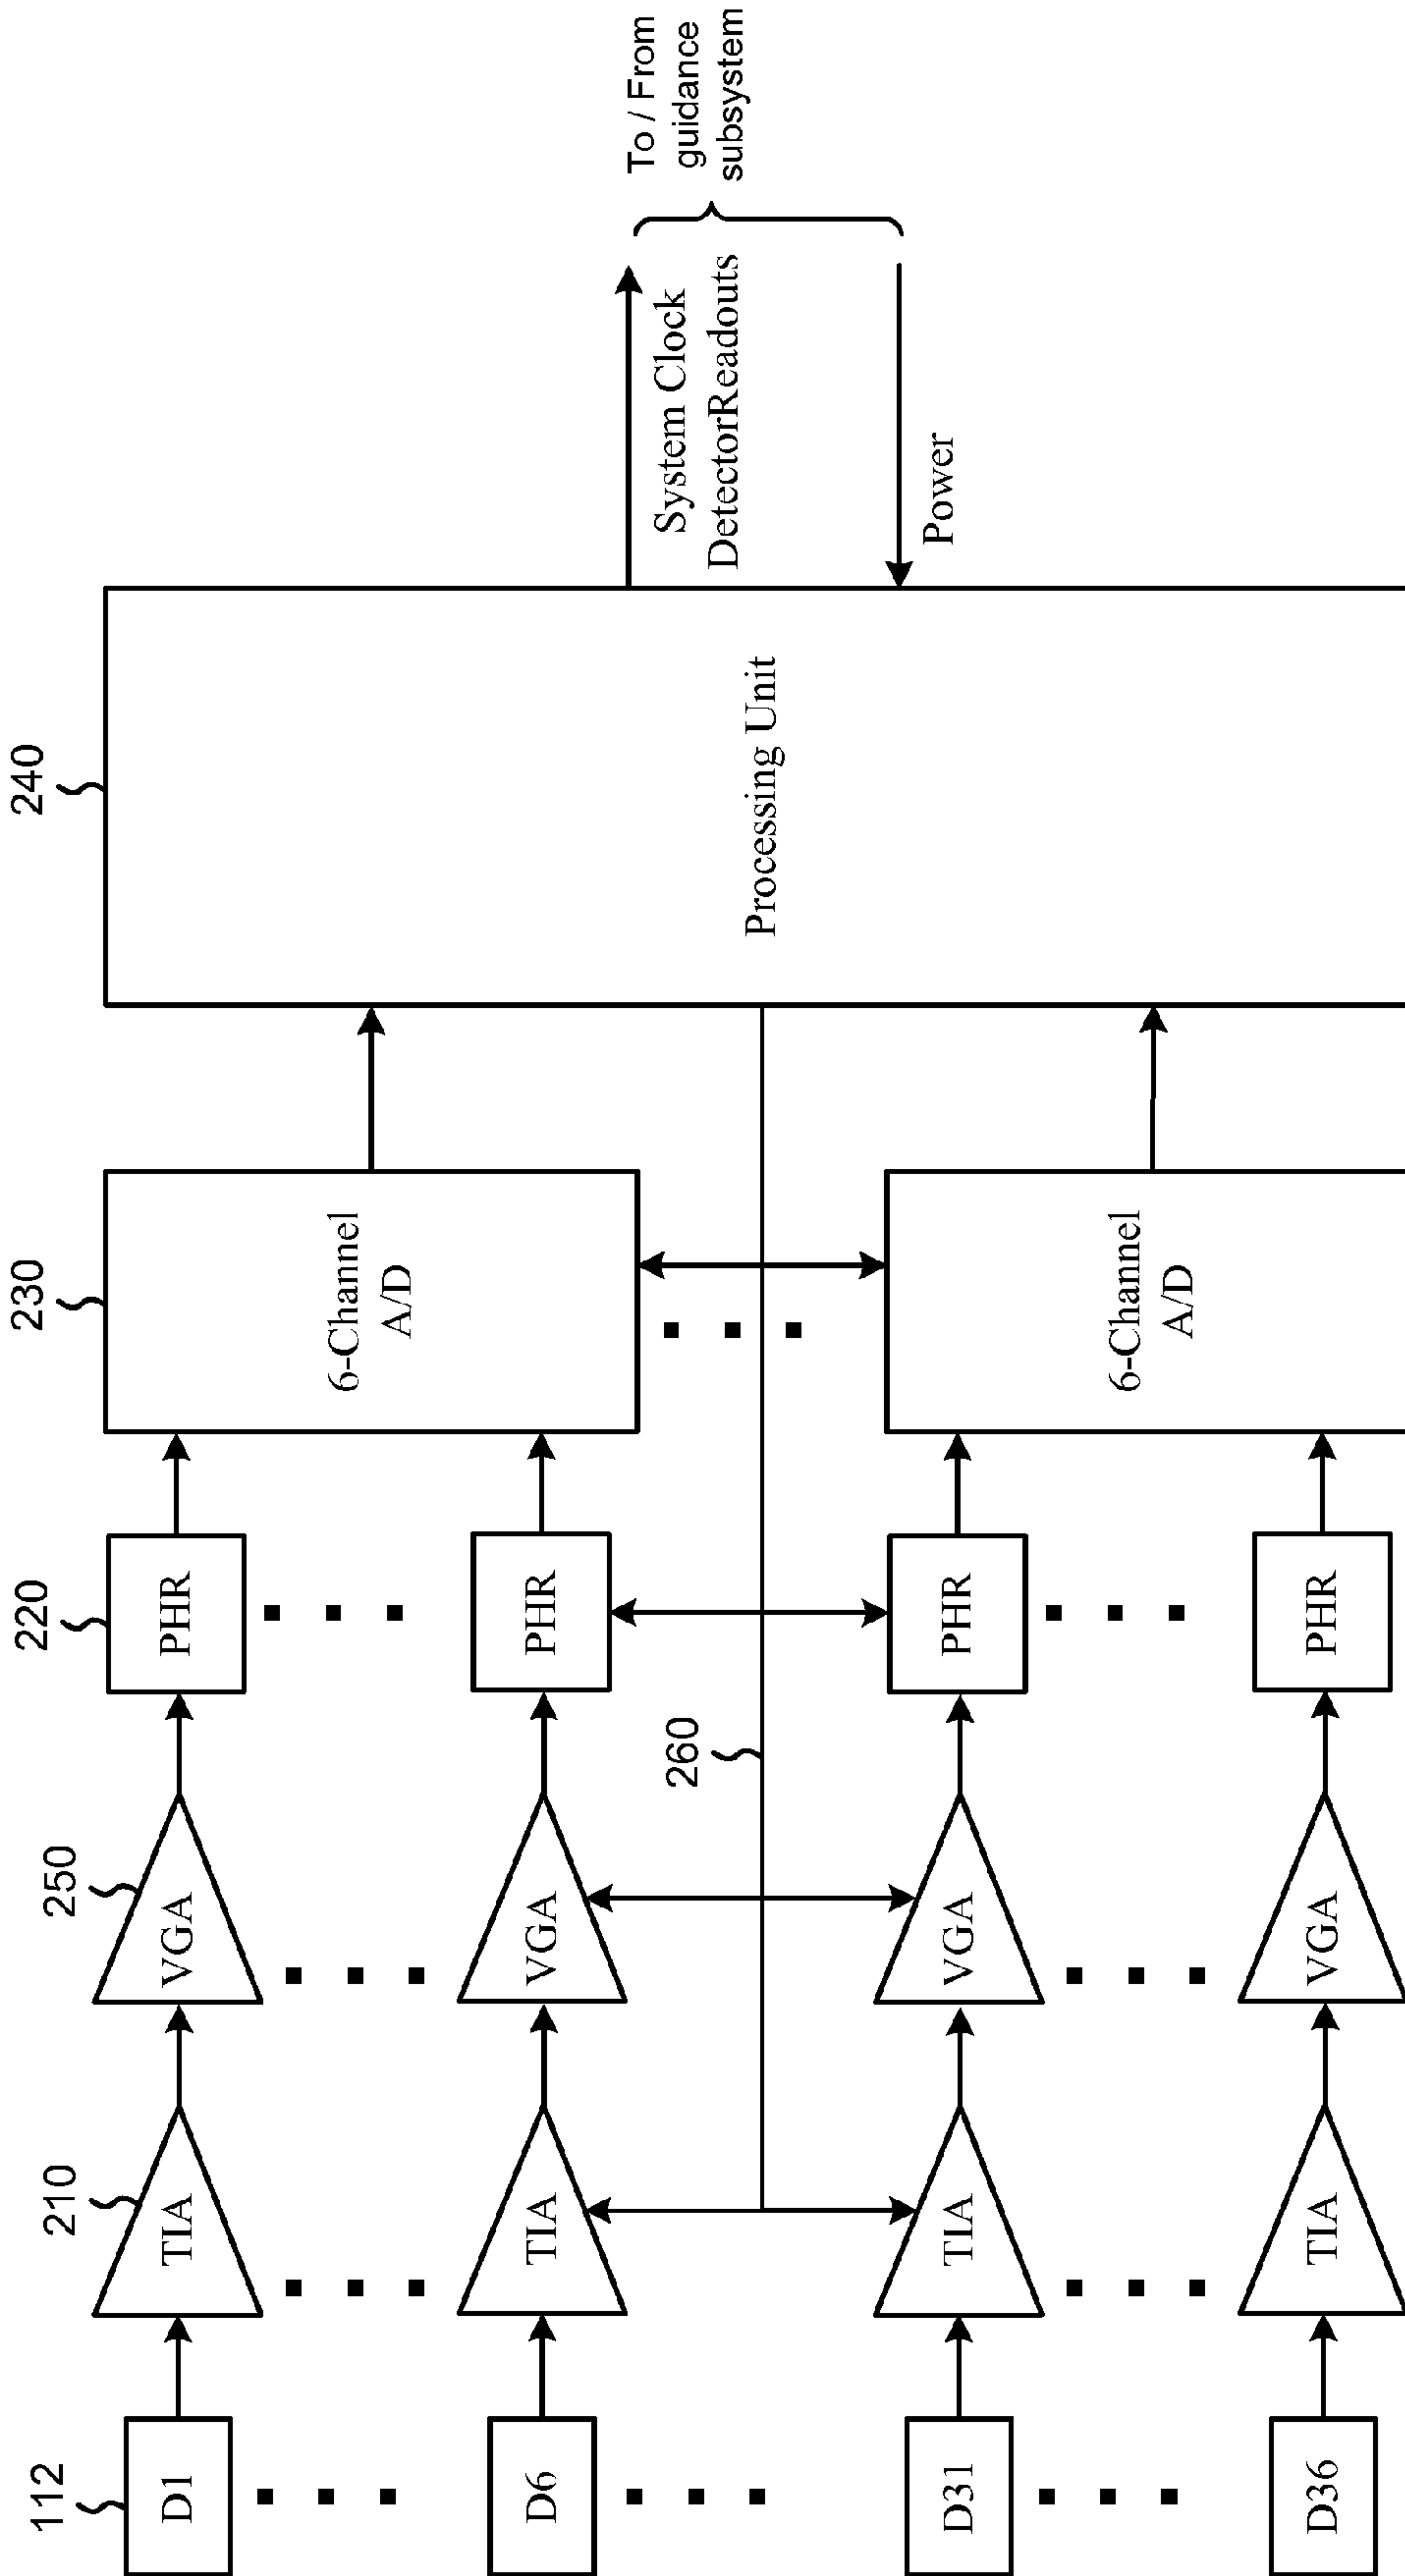 112
210
250
220
230
240
D1
TIA
VGA
PHR
6-Channel
A/D
D6
TIA
VGA
PHR
260
Processing Unit
System Clock
DetectorReadouts
Power
To / From
guidance
subsystem
D31
TIA
VGA
PHR
6-Channel
A/D
D36
TIA
VGA
PHR